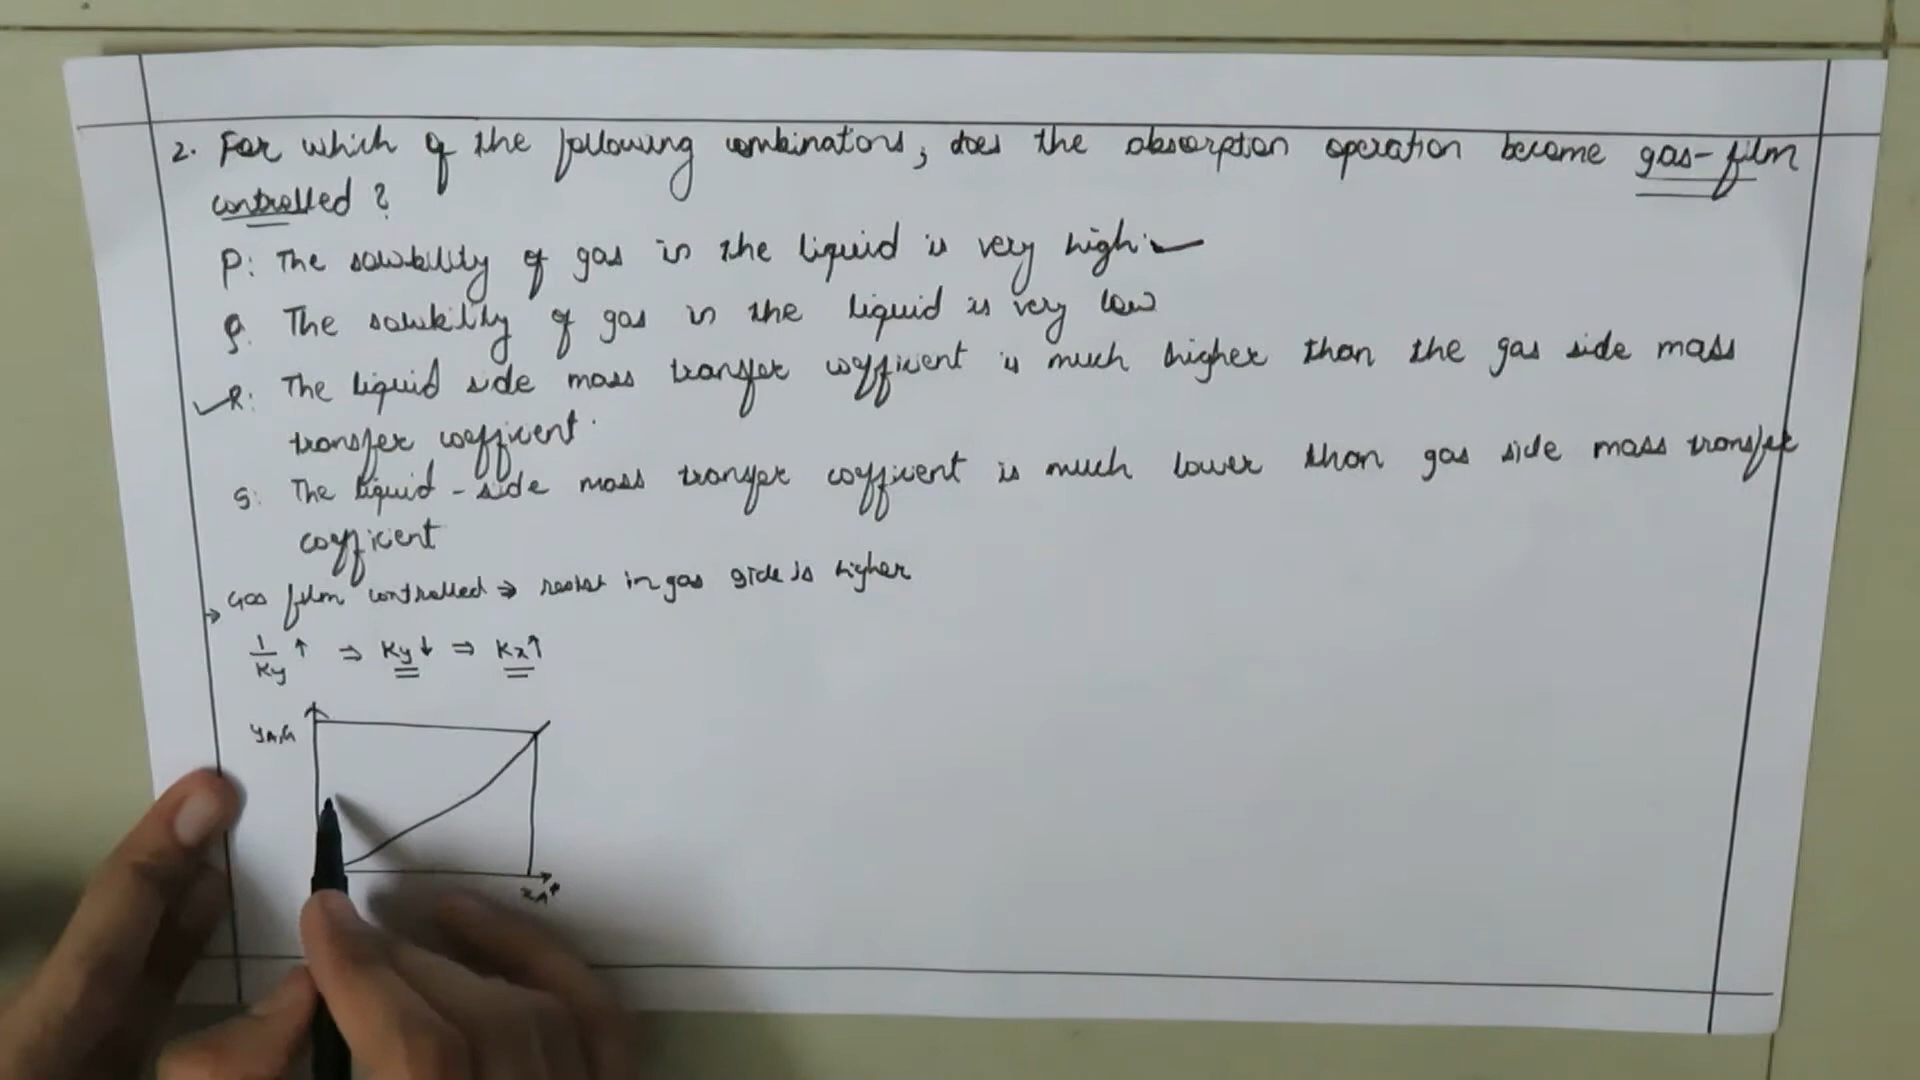 2. For which of the following combinations, does the absorption operation become gas-film
controlled ?
P: The solubility of gas in the liquid is very high.
Q. The solubility of gas in the liquid is very low
R: The liquid side mass transfer coefficient is much higher than the gas side mass
transfer coefficient.
S: The liquid-side mass transfer coefficient is much lower than gas side mass transfer
coefficient
→ Gas film controlled ⇒ resist in gas side is higher
1/ky ↑ ⇒ ky↓ ⇒ kx↑
yA,G
xA*